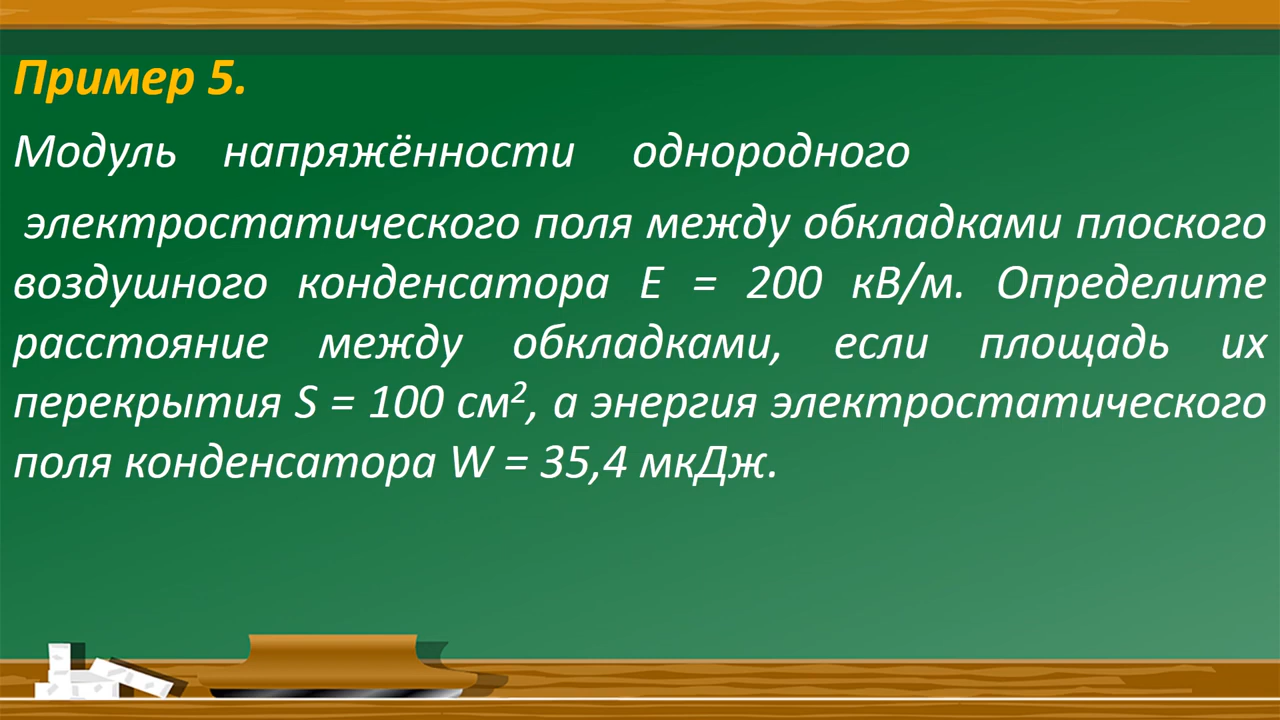 Пример 5.
Модуль напряжённости однородного
электростатического поля между обкладками плоского
воздушного конденсатора E = 200 кВ/м. Определите
расстояние между обкладками, если площадь их
перекрытия S = 100 см², а энергия электростатического
поля конденсатора W = 35,4 мкДж.